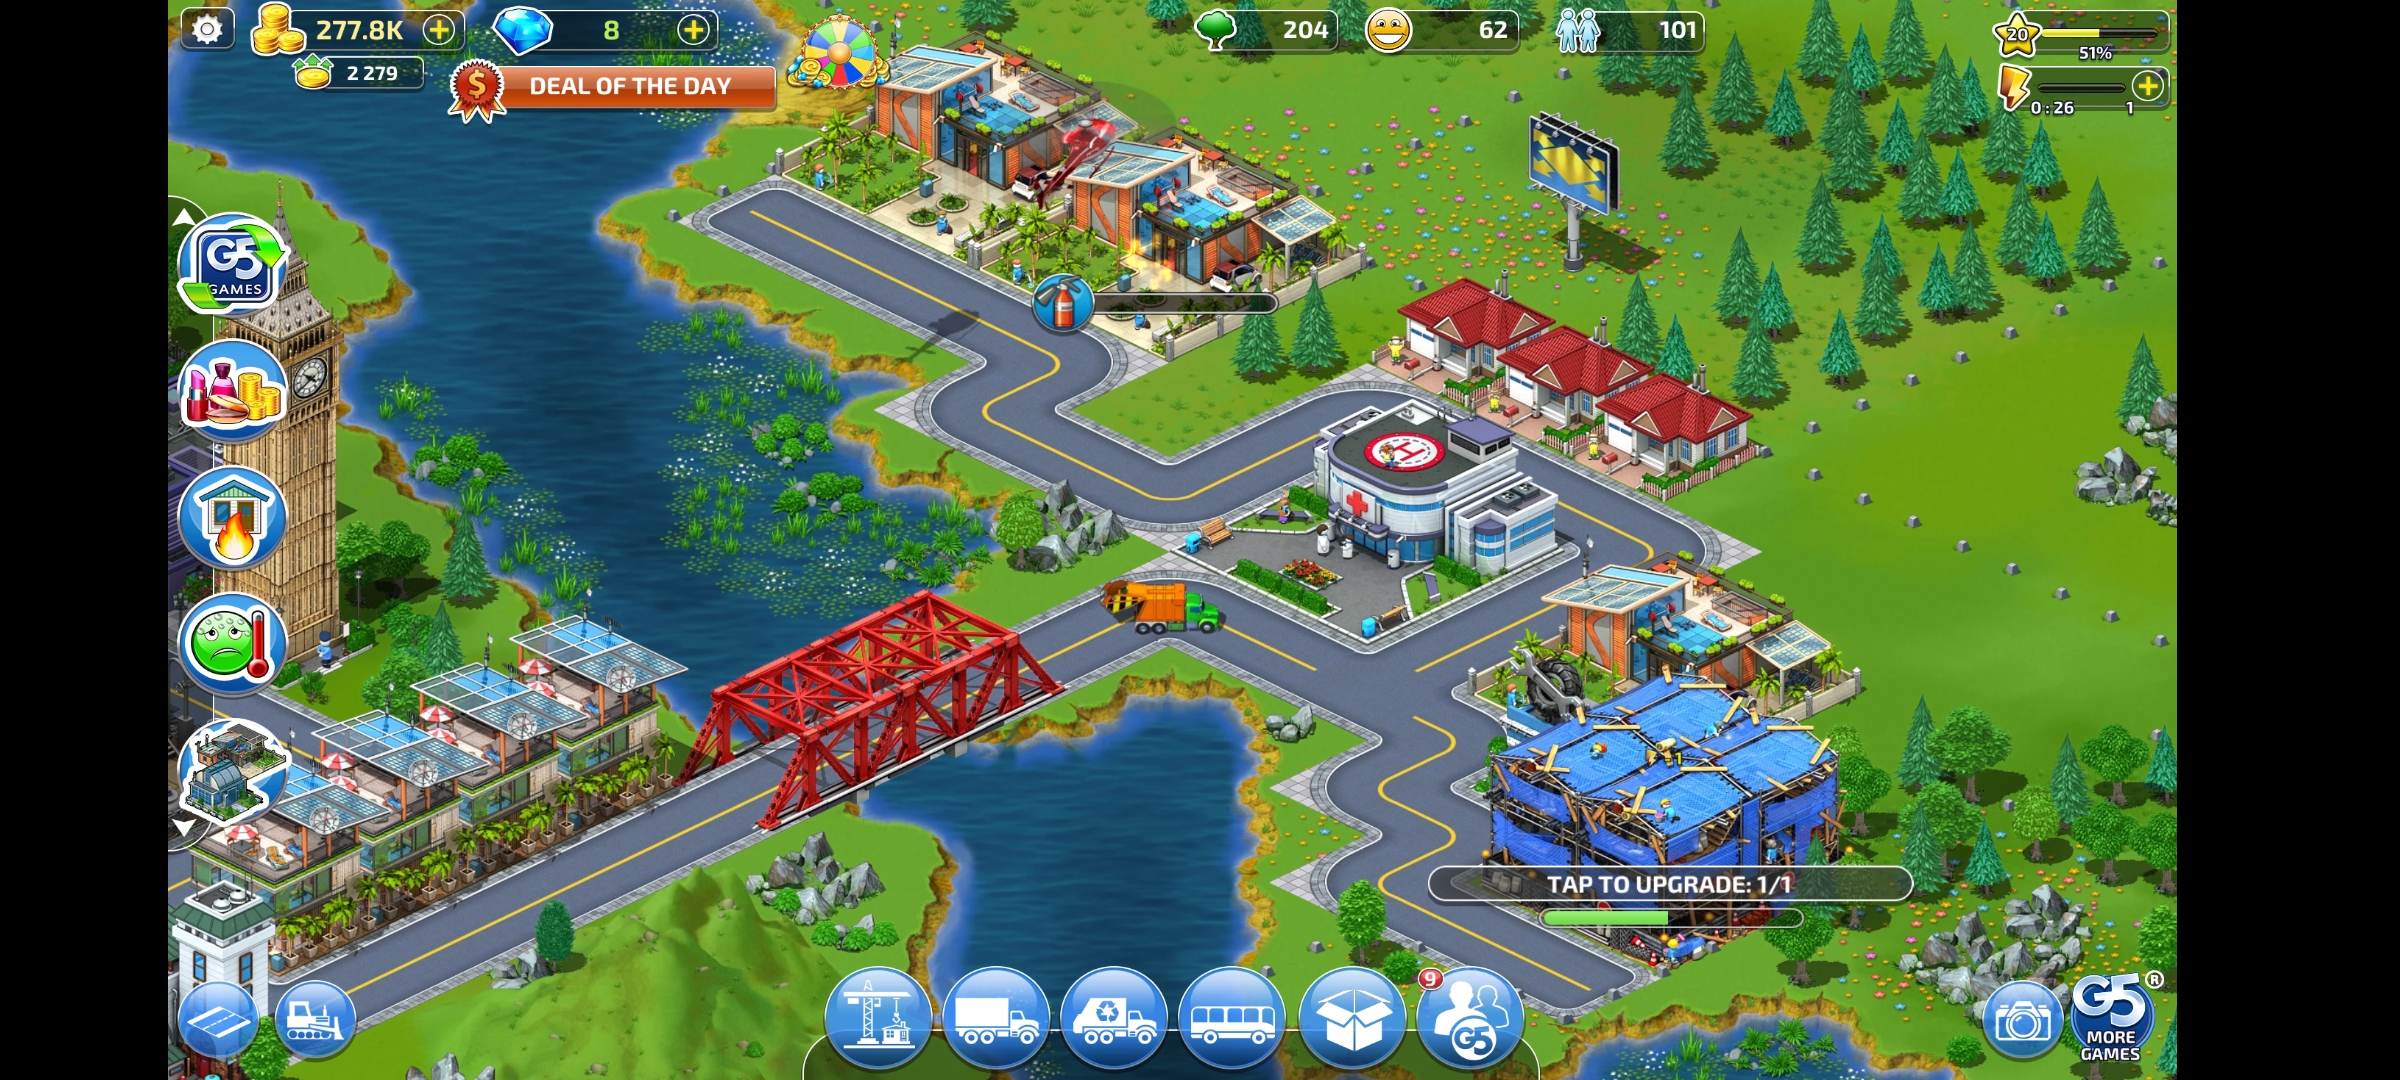 277.8K
8
204
62
101
20
51%
2 279
DEAL OF THE DAY
0:26
1
G5
GAMES
H
TAP TO UPGRADE: 1/1
9
G5
G5
®
MORE
GAMES